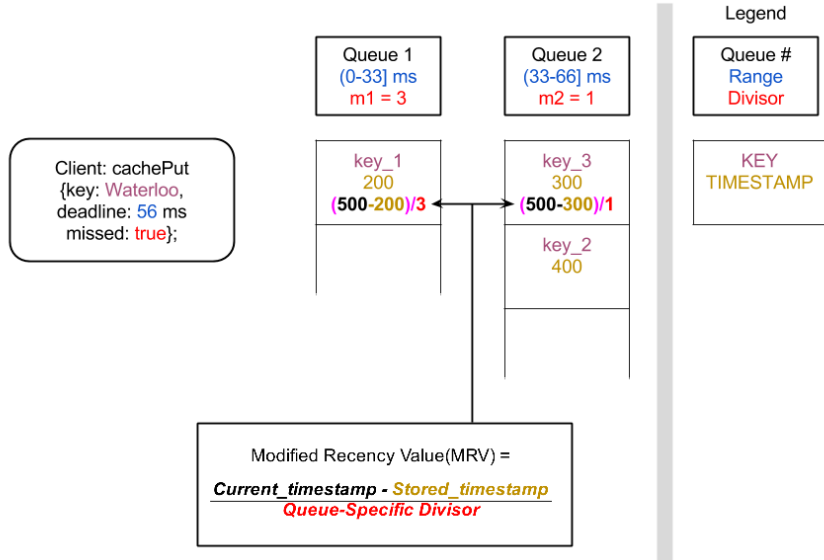 Legend
Queue 1
(0-33] ms
m1 = 3
Queue 2
(33-66] ms
m2 = 1
Queue #
Range
Divisor
Client: cachePut
{key: Waterloo,
deadline: 56 ms
missed: true};
key_1
200
(500-200)/3
key_3
300
(500-300)/1
key_2
400
KEY
TIMESTAMP
Modified Recency Value(MRV) =
Current_timestamp - Stored_timestamp
Queue-Specific Divisor